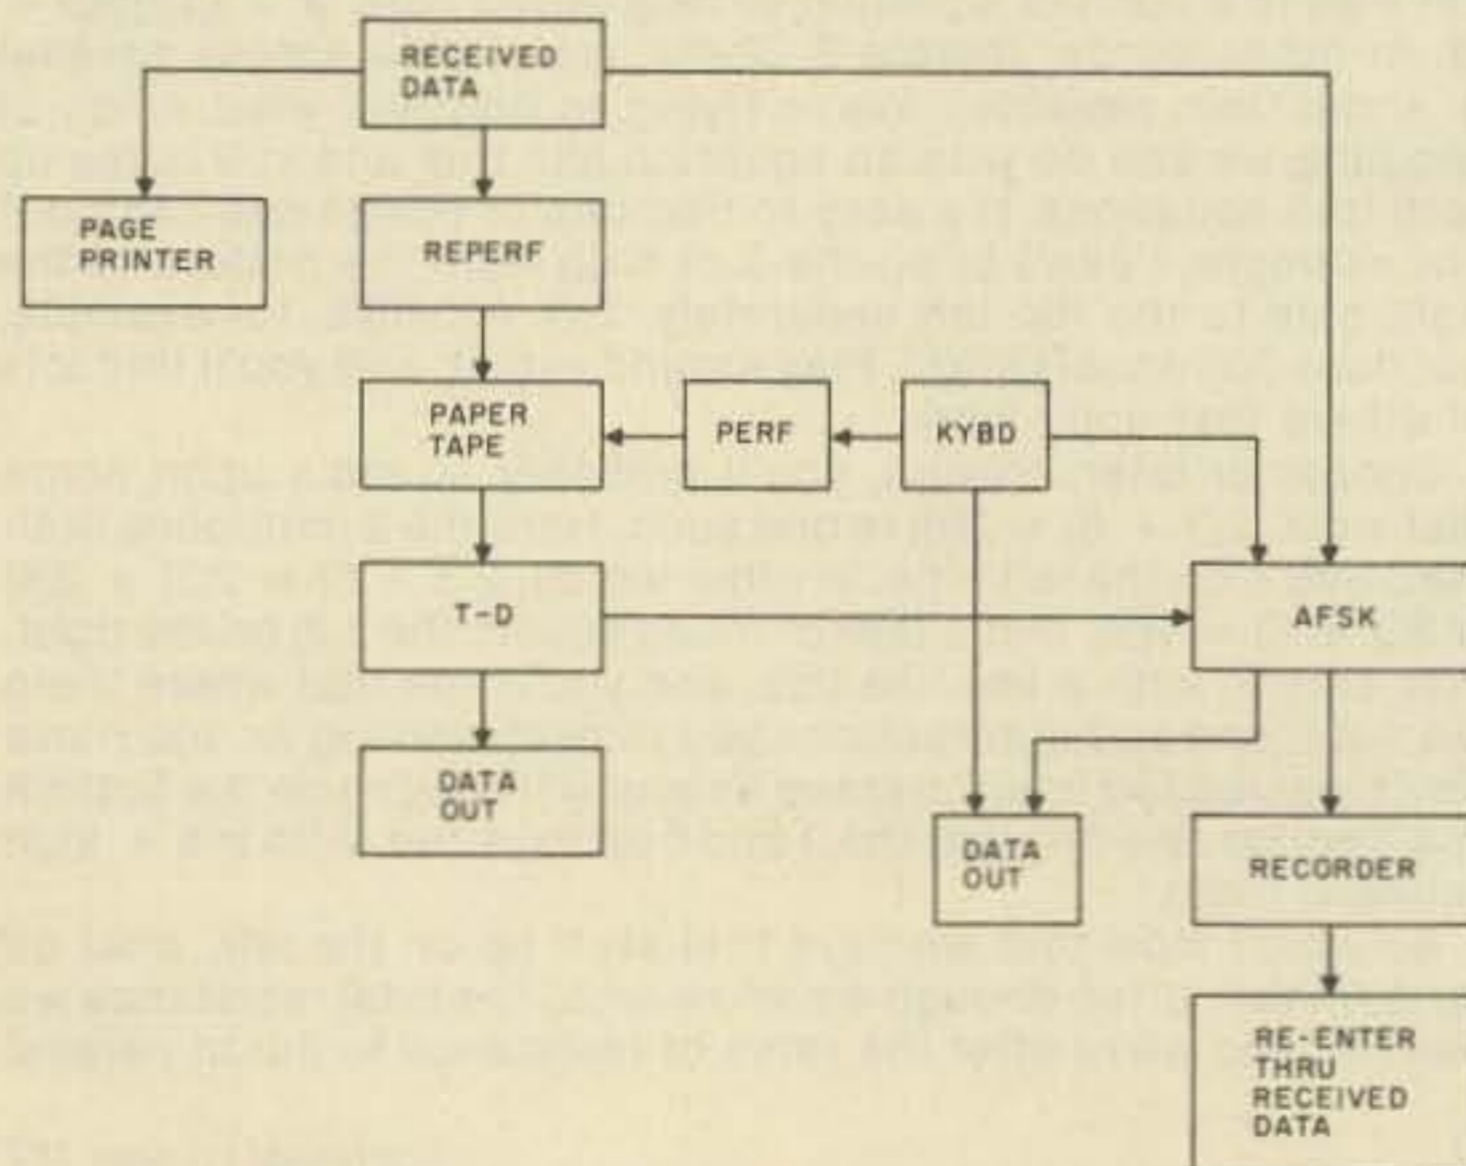 RECEIVED
DATA
PAGE
PRINTER
REPERF
PAPER
TAPE
PERF
KYBD
T-D
AFSK
DATA
OUT
DATA
OUT
RECORDER
RE-ENTER
THRU
RECEIVED
DATA